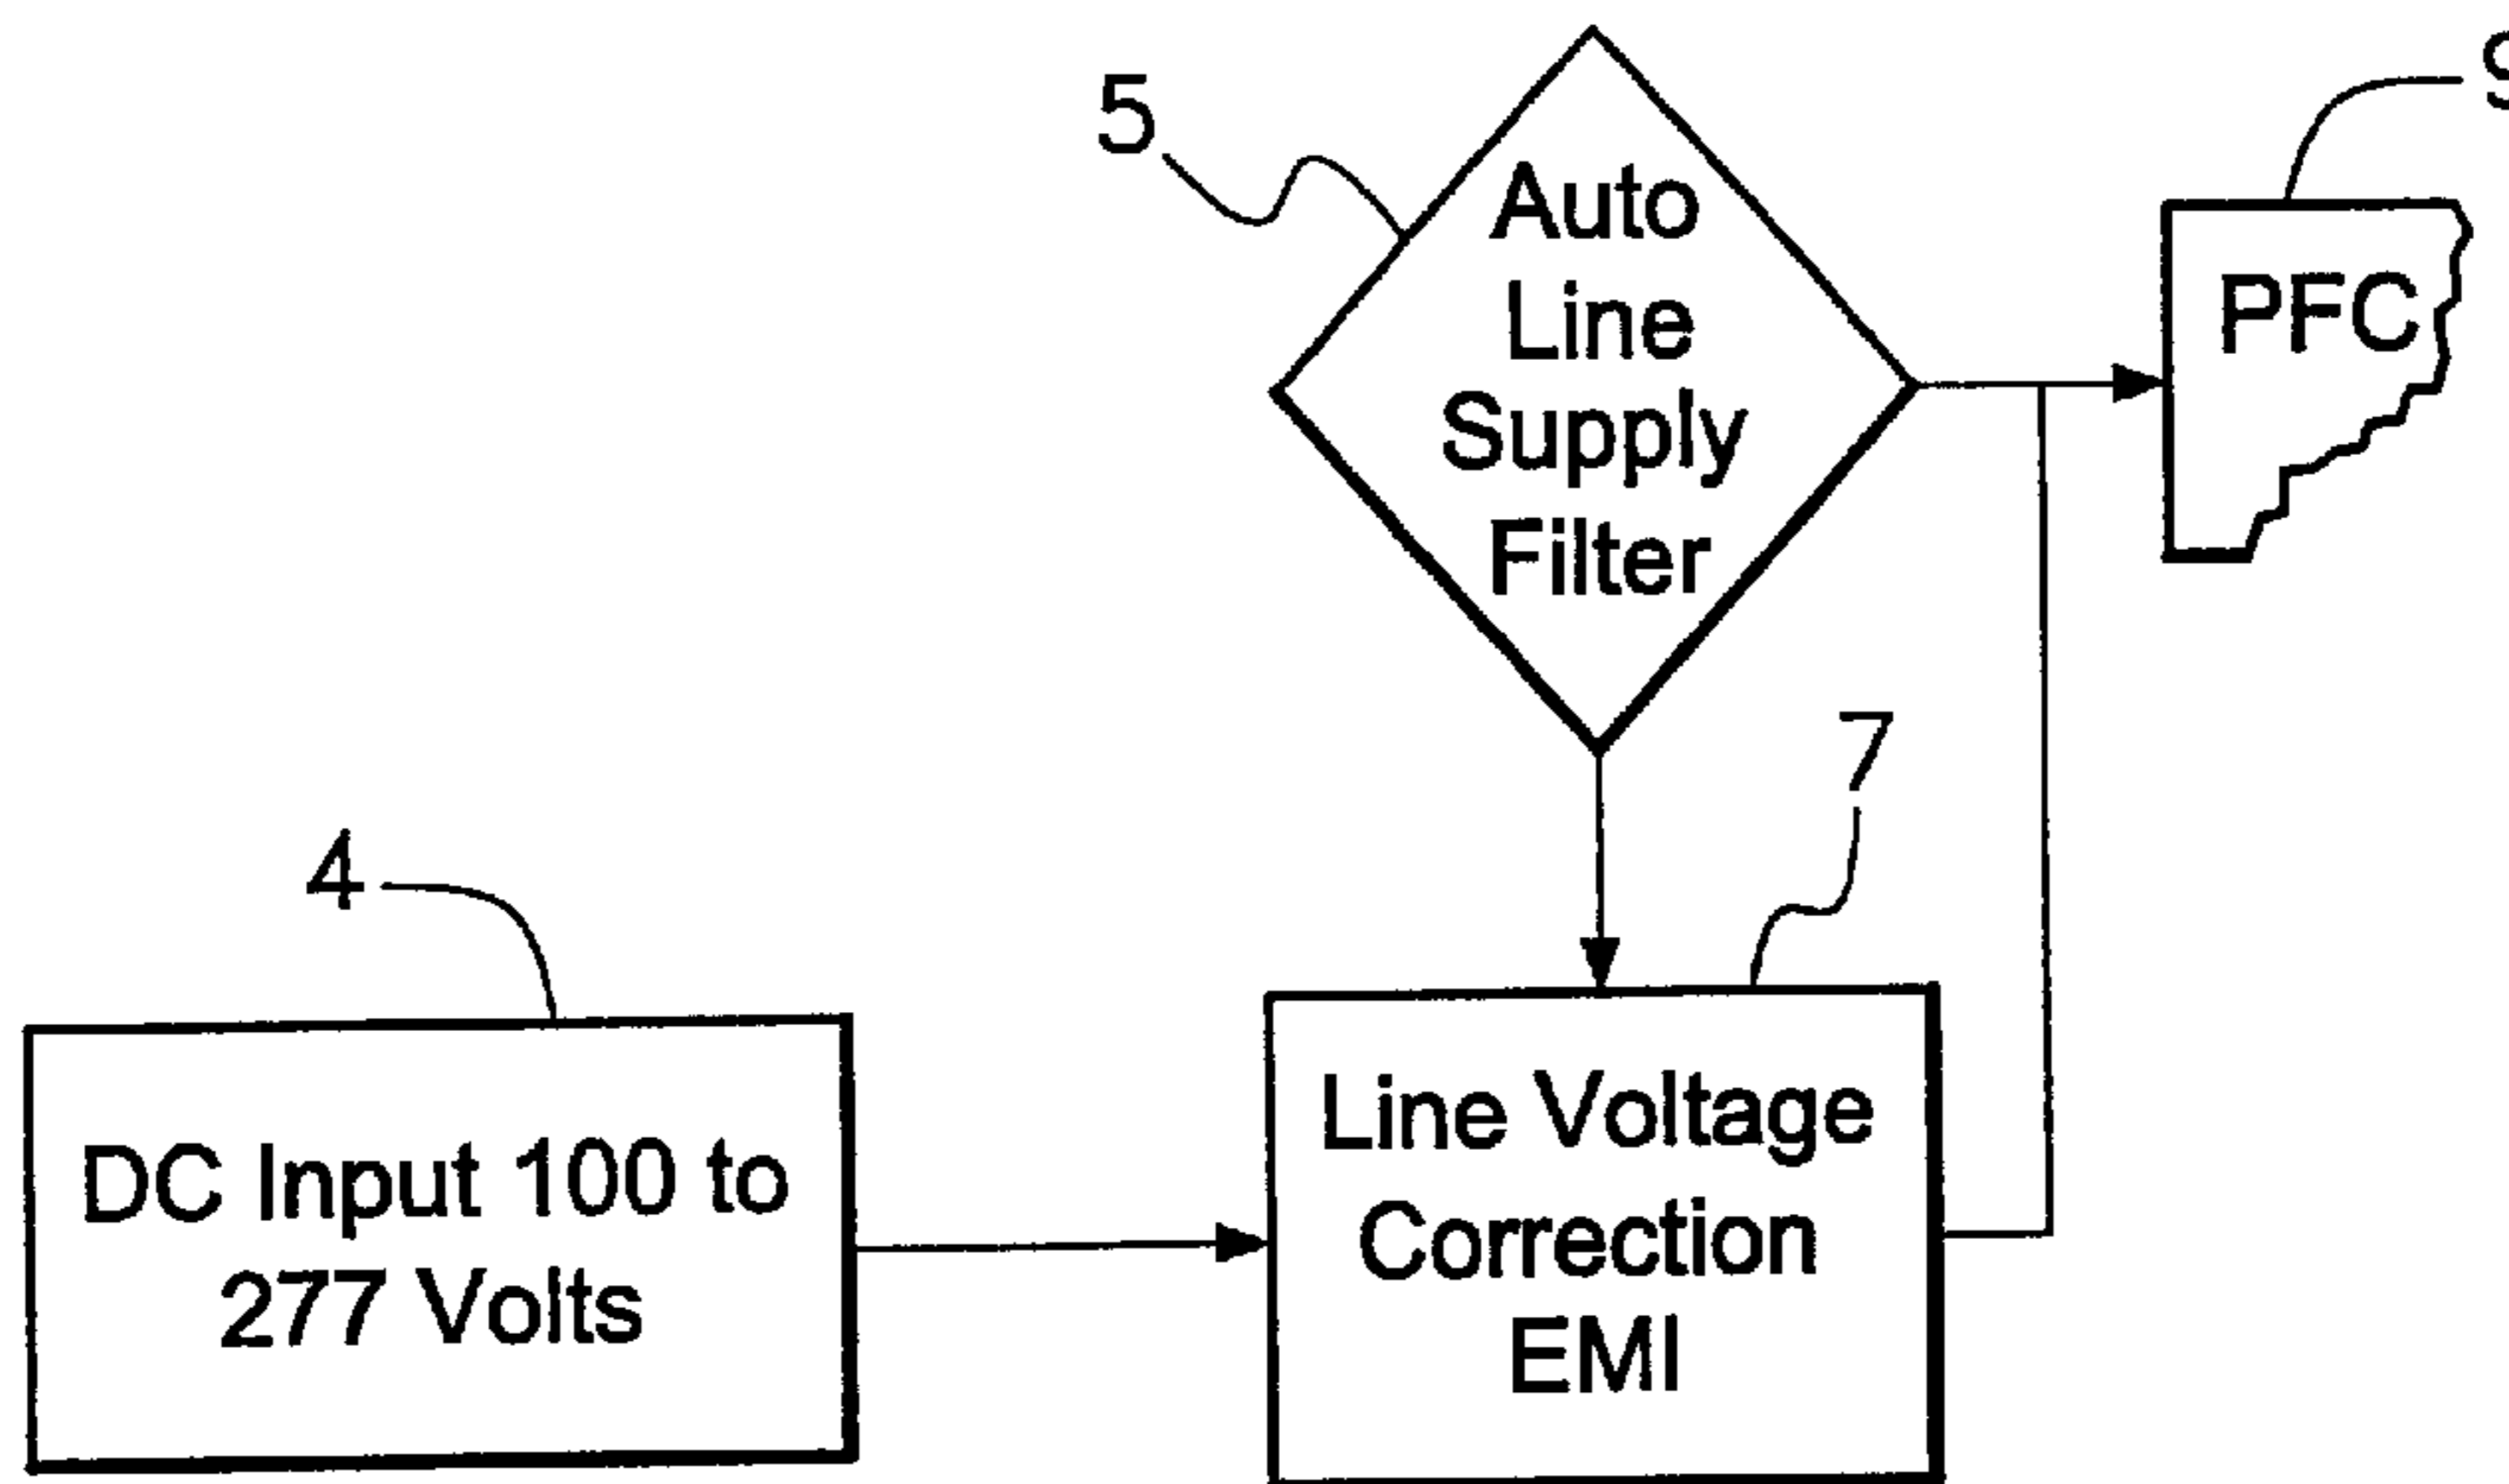 5
Auto
Line
Supply
Filter
PFC
7
4
DC Input 100 to
277 Volts
Line Voltage
Correction
EMI